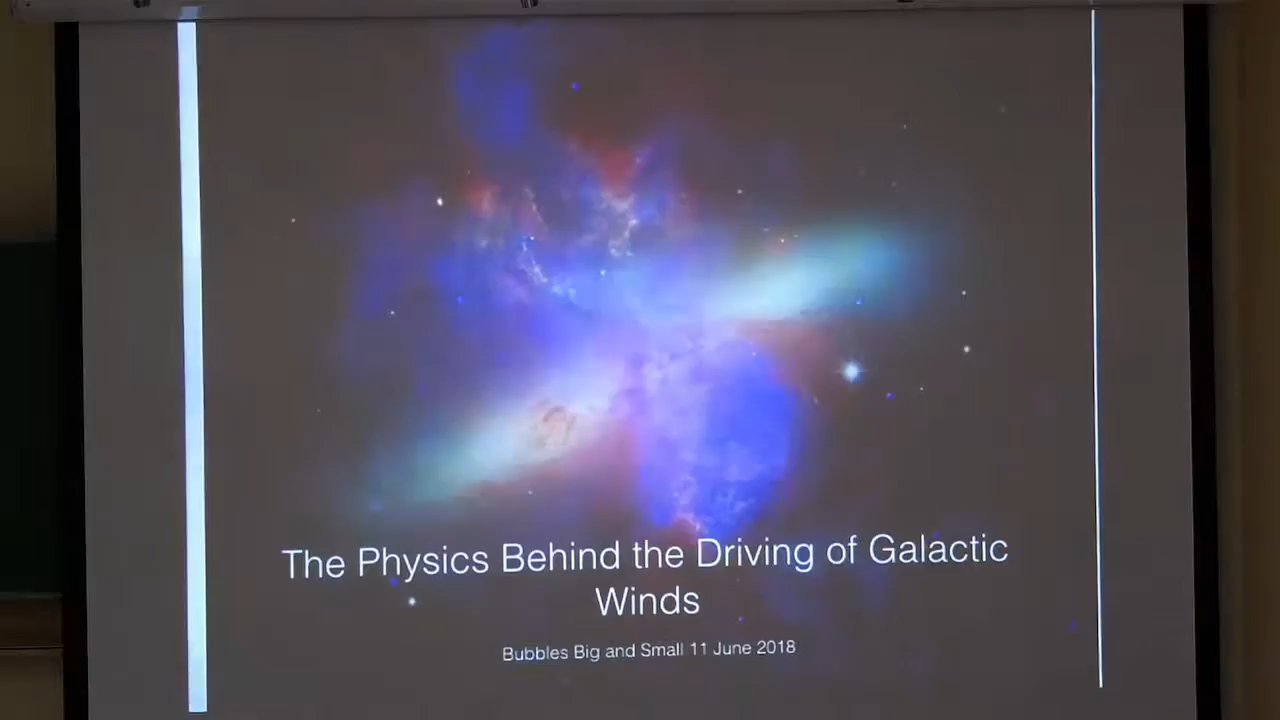 The Physics Behind the Driving of Galactic
Winds
Bubbles Big and Small 11 June 2018